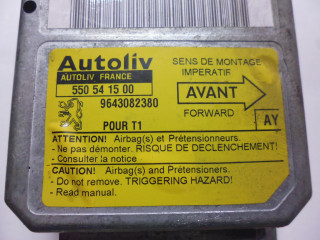 Autoliv
AUTOLIV FRANCE
550 54 15 00
9643082380
POUR T1
SENS DE MONTAGE
IMPERATIF
AVANT
FORWARD
AY
ATTENTION! Airbag(s) et Prétensionneurs.
- Ne pas démonter. RISQUE DE DECLENCHEMENT!
- Consulter la notice
CAUTION! Airbag(s) and Pretensioners.
- Do not remove. TRIGGERING HAZARD!
- Read manual.